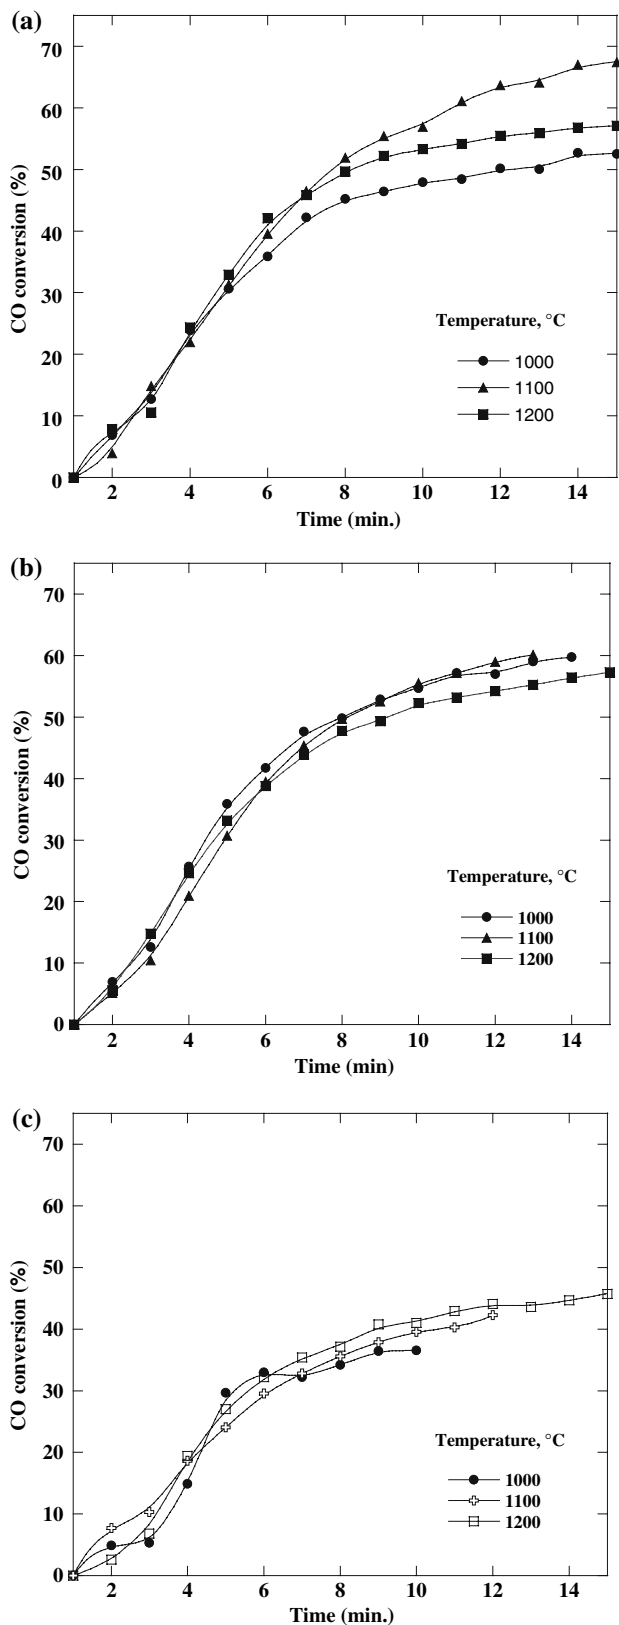 (a)
70
60
50
40
30
20
10
0
CO conversion (%)
Temperature, °C
1000
1100
1200
2 4 6 8 10 12 14
Time (min.)
(b)
70
60
50
40
30
20
10
0
CO conversion (%)
Temperature, °C
1000
1100
1200
2 4 6 8 10 12 14
Time (min)
(c)
70
60
50
40
30
20
10
0
CO conversion (%)
Temperature, °C
1000
1100
1200
2 4 6 8 10 12 14
Time (min.)